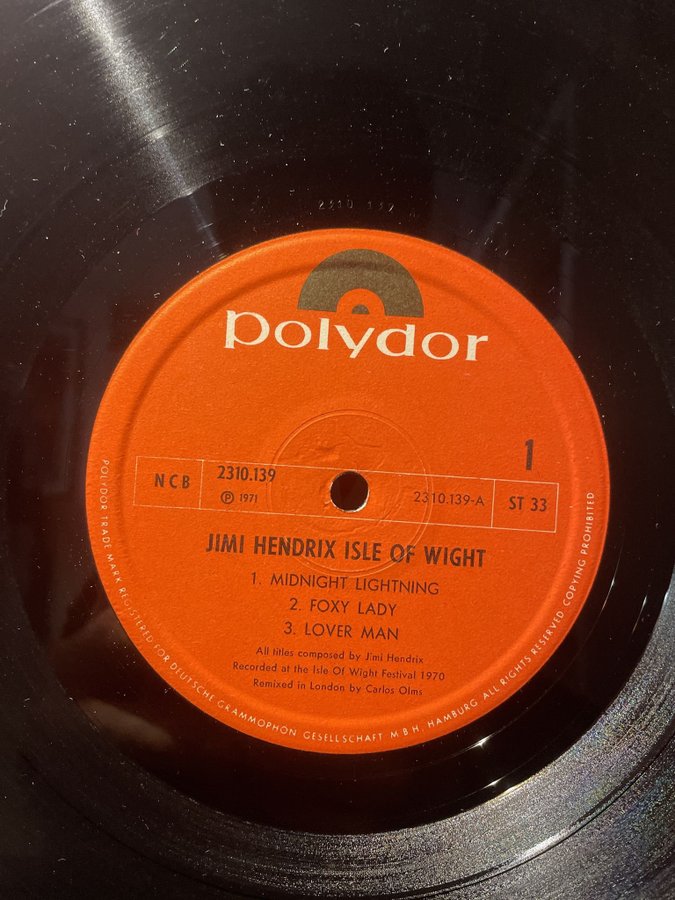 polydor
1
NCB
2310.139
Ⓟ 1971
2310.139-A
ST 33
JIMI HENDRIX ISLE OF WIGHT
1. MIDNIGHT LIGHTNING
2. FOXY LADY
3. LOVER MAN
All titles composed by Jimi Hendrix
Recorded at the Isle Of Wight Festival 1970
Remixed in London by Carlos Olms
POLYDOR TRADE MARK REGISTERED FOR DEUTSCHE GRAMMOPHON GESELLSCHAFT M B H, HAMBURG ALL RIGHTS RESERVED COPYING PROHIBITED